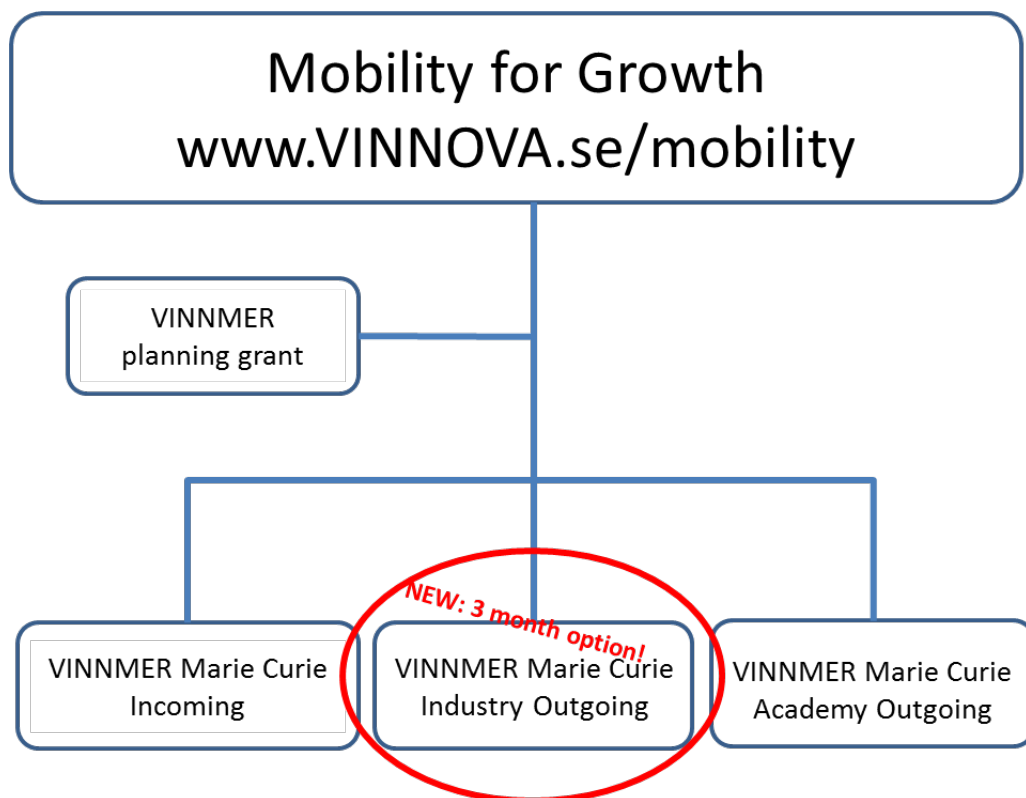 Mobility for Growth
www.VINNOVA.se/mobility
VINNMER
planning grant
NEW: 3 month option!
VINNMER Marie Curie
Incoming
VINNMER Marie Curie
Industry Outgoing
VINNMER Marie Curie
Academy Outgoing